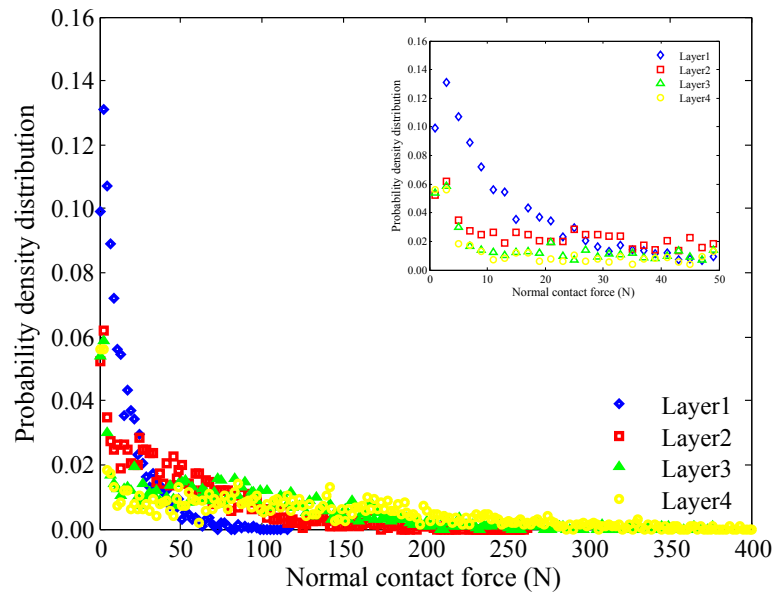 0.16
0.14
0.12
0.10
0.08
0.06
0.04
0.02
0.00
0
50
100
150
200
250
300
350
400
Probability density distribution
Normal contact force (N)
Layer1
Layer2
Layer3
Layer4
0.16
0.14
0.12
0.10
0.08
0.06
0.04
0.02
0.00
0
10
20
30
40
50
Probability density distribution
Normal contact force (N)
Layer1
Layer2
Layer3
Layer4